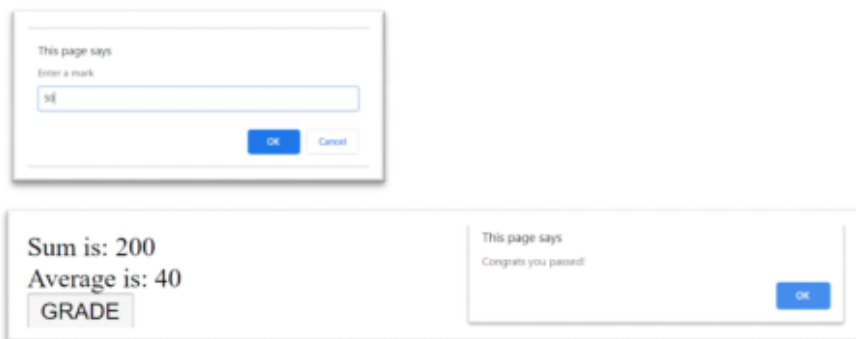 This page says
Enter a mark
50
OK Cancel
Sum is: 200
Average is: 40
GRADE
This page says
Congrats you passed!
OK